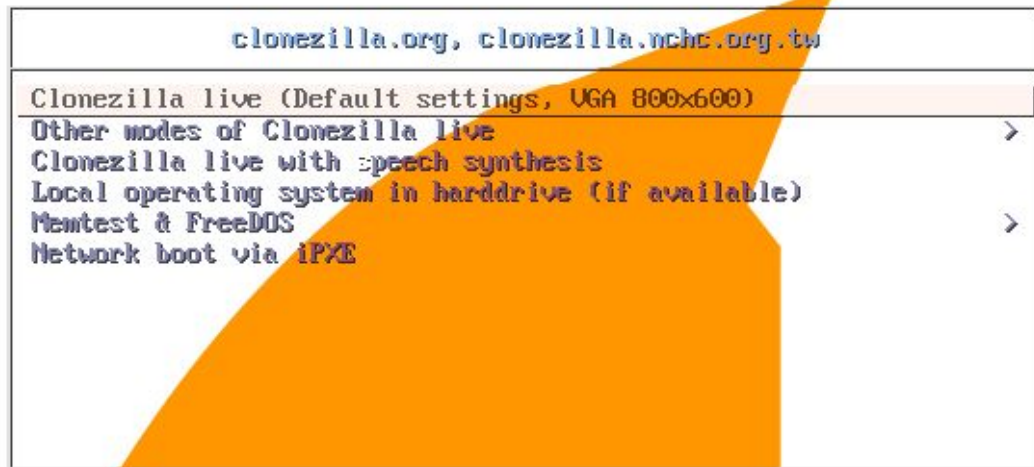 clonezilla.org, clonezilla.nchc.org.tw
Clonezilla live (Default settings, VGA 800x600)
Other modes of Clonezilla live >
Clonezilla live with speech synthesis
Local operating system in harddrive (if available)
Memtest & FreeDOS >
Network boot via iPXE